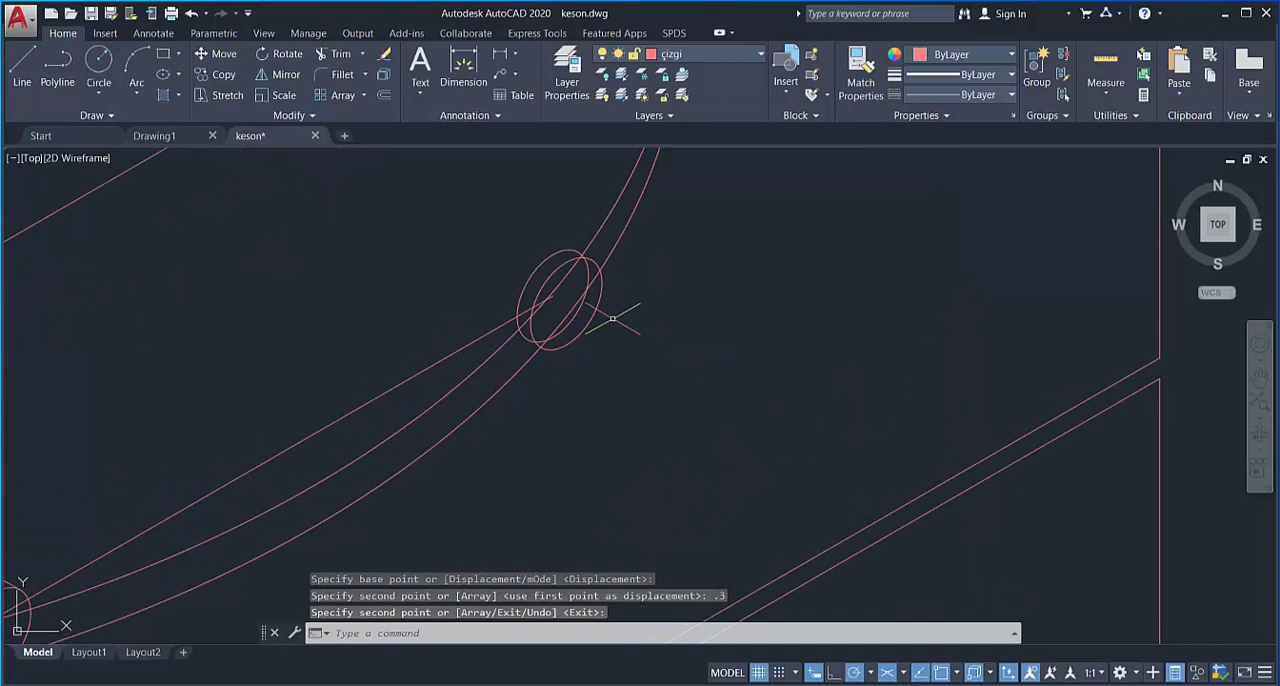 Autodesk AutoCAD 2020 keson.dwg
Type a keyword or phrase
Sign In
Home Insert Annotate Parametric View Manage Output Add-ins Collaborate Express Tools Featured Apps SPDS
Line
Polyline
Circle
Arc
Move
Rotate
Trim
Copy
Mirror
Fillet
Stretch
Scale
Array
Text
Dimension
Table
Layer
Properties
çizgi
Insert
Match
Properties
ByLayer
ByLayer
ByLayer
Group
Measure
Paste
Base
Draw
Modify
Annotation
Layers
Block
Properties
Groups
Utilities
Clipboard
View
Start
Drawing1
keson*
[−][Top][2D Wireframe]
N
W
TOP
E
S
WCS
Y
X
Specify base point or [Displacement/mOde] <Displacement>:
Specify second point or [Array] <use first point as displacement>: .3
Specify second point or [Array/Exit/Undo] <Exit>:
Type a command
Model
Layout1
Layout2
MODEL
1:1